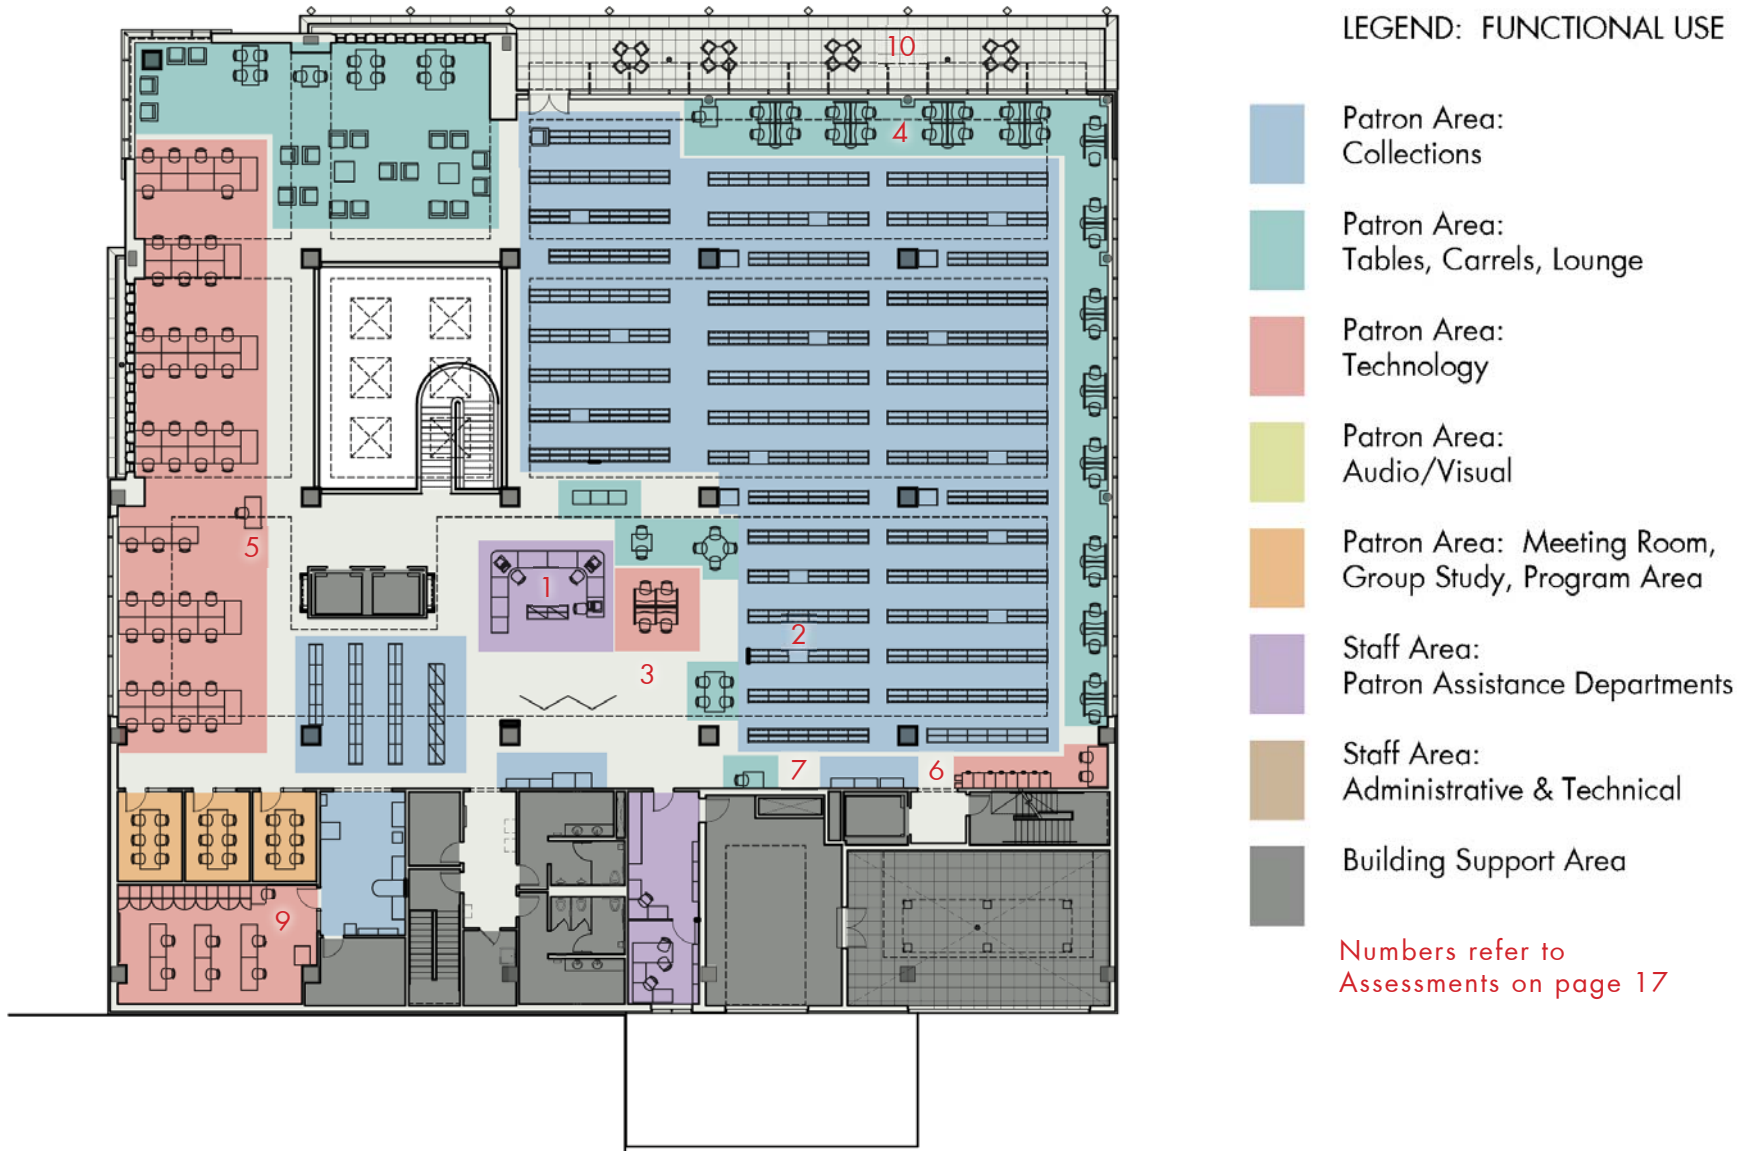 LEGEND:  FUNCTIONAL USE
Patron Area:
Collections
Patron Area:
Tables, Carrels, Lounge
Patron Area:
Technology
Patron Area:
Audio/Visual
Patron Area:  Meeting Room,
Group Study, Program Area
Staff Area:
Patron Assistance Departments
Staff Area:
Administrative & Technical
Building Support Area
Numbers refer to
Assessments on page 17
10
4
5
1
2
3
7
6
9